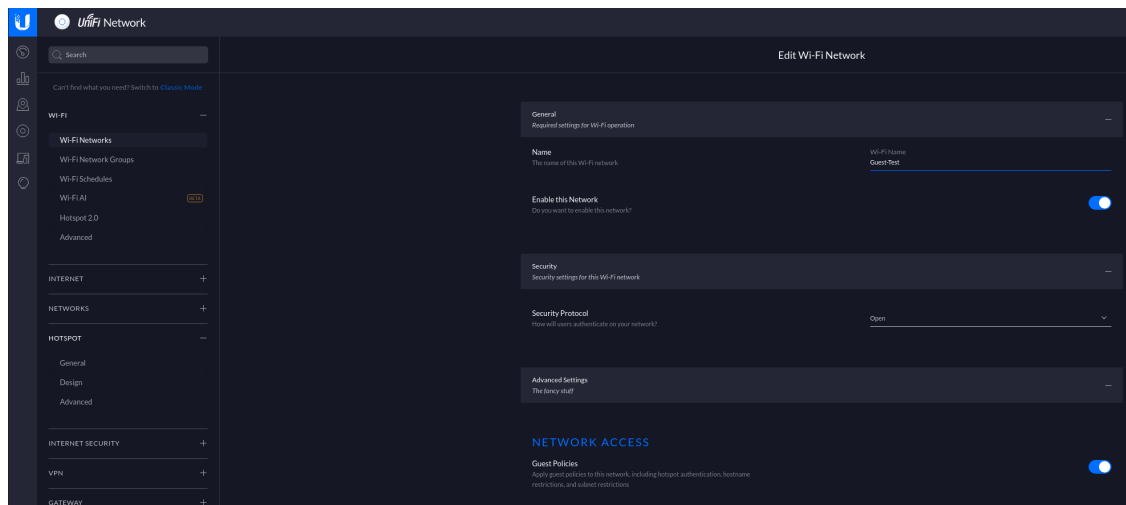 UniFi Network
Search
Edit Wi-Fi Network
Can't find what you need? Switch to Classic Mode
WI-FI
Wi-Fi Networks
Wi-Fi Network Groups
Wi-Fi Schedules
Wi-Fi AI
BETA
Hotspot 2.0
Advanced
INTERNET
NETWORKS
HOTSPOT
General
Design
Advanced
INTERNET SECURITY
VPN
GATEWAY
General
Required settings for Wi-Fi operation
Name
The name of this Wi-Fi network
Wi-Fi Name
Guest-Test
Enable this Network
Do you want to enable this network?
Security
Security settings for this Wi-Fi network
Security Protocol
How will users authenticate on your network?
Open
Advanced Settings
The fancy stuff
NETWORK ACCESS
Guest Policies
Apply guest policies to this network, including hotpot authentication, hostname
restrictions, and subnet restrictions